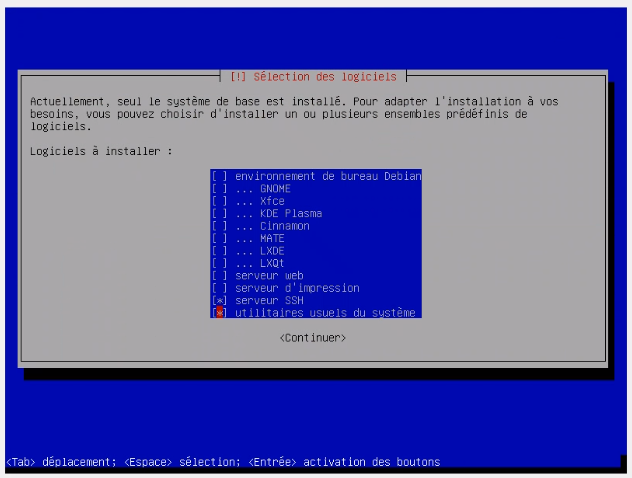 [!] Sélection des logiciels
Actuellement, seul le système de base est installé. Pour adapter l'installation à vos
besoins, vous pouvez choisir d'installer un ou plusieurs ensembles prédéfinis de
logiciels.
Logiciels à installer :
[ ] environnement de bureau Debian
[ ] ... GNOME
[ ] ... Xfce
[ ] ... KDE Plasma
[ ] ... Cinnamon
[ ] ... MATE
[ ] ... LXDE
[ ] ... LXQt
[ ] serveur web
[ ] serveur d'impression
[*] serveur SSH
[*] utilitaires usuels du système
<Continuer>
<Tab> déplacement; <Espace> sélection; <Entrée> activation des boutons